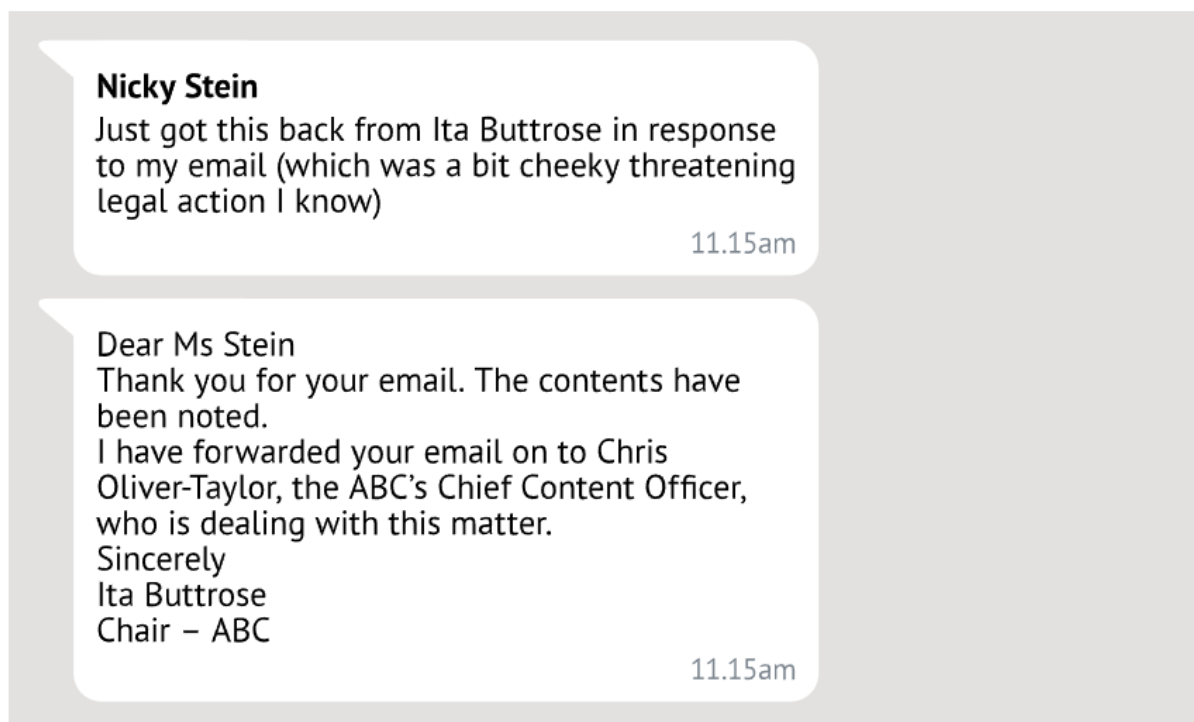 Nicky Stein
Just got this back from Ita Buttrose in response
to my email (which was a bit cheeky threatening
legal action I know)
11.15am
Dear Ms Stein
Thank you for your email. The contents have
been noted.
I have forwarded your email on to Chris
Oliver-Taylor, the ABC’s Chief Content Officer,
who is dealing with this matter.
Sincerely
Ita Buttrose
Chair – ABC
11.15am